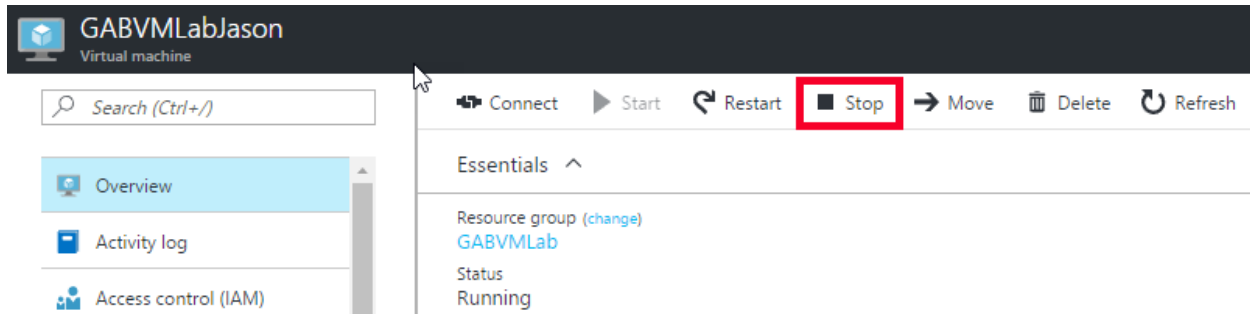 GABVMLabJason
Virtual machine
Search (Ctrl+/)
Connect Start Restart Stop Move Delete Refresh
Essentials
Overview
Activity log
Access control (IAM)
Resource group (change)
GABVMLab
Status
Running